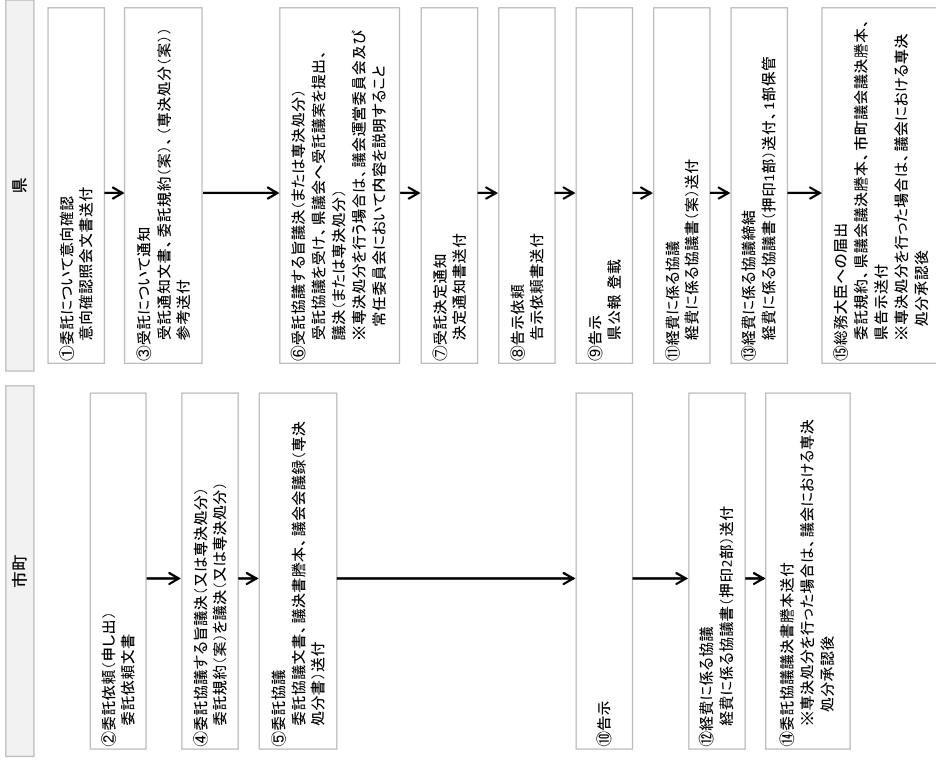 県
①委託について意向確認
意向確認照会文書送付
③受託について通知
受託通知文書、委託規約(案)、(専決処分(案))
参考送付
⑥受託協議する旨議決(または専決処分)
受託協議を受け、県議会へ受託議案を提出、
議決(または専決処分)
※専決処分を行う場合は、議会運営委員会及び
常任委員会において内容を説明すること
⑦受託決定通知
決定通知書送付
⑧告示依頼
告示依頼書送付
⑨告示
県公報 登載
⑪経費に係る協議
経費に係る協議書(案)送付
⑬経費に係る協議締結
経費に係る協議書(押印1部)送付、1部保管
⑮総務大臣への届出
委託規約、県議会議決謄本、市町議会議決謄本、
県告示送付
※専決処分を行った場合は、議会における専決
処分承認後
市町
②委託依頼(申し出)
委託依頼文書
④委託協議する旨議決(又は専決処分)
委託規約(案)を議決(又は専決処分)
⑤委託協議
委託協議文書、議決書謄本、議会会議録(専決
処分書)送付
⑩告示
⑫経費に係る協議
経費に係る協議書(押印2部)送付
⑭委託協議議決書謄本送付
※専決処分を行った場合は、議会における専決
処分承認後